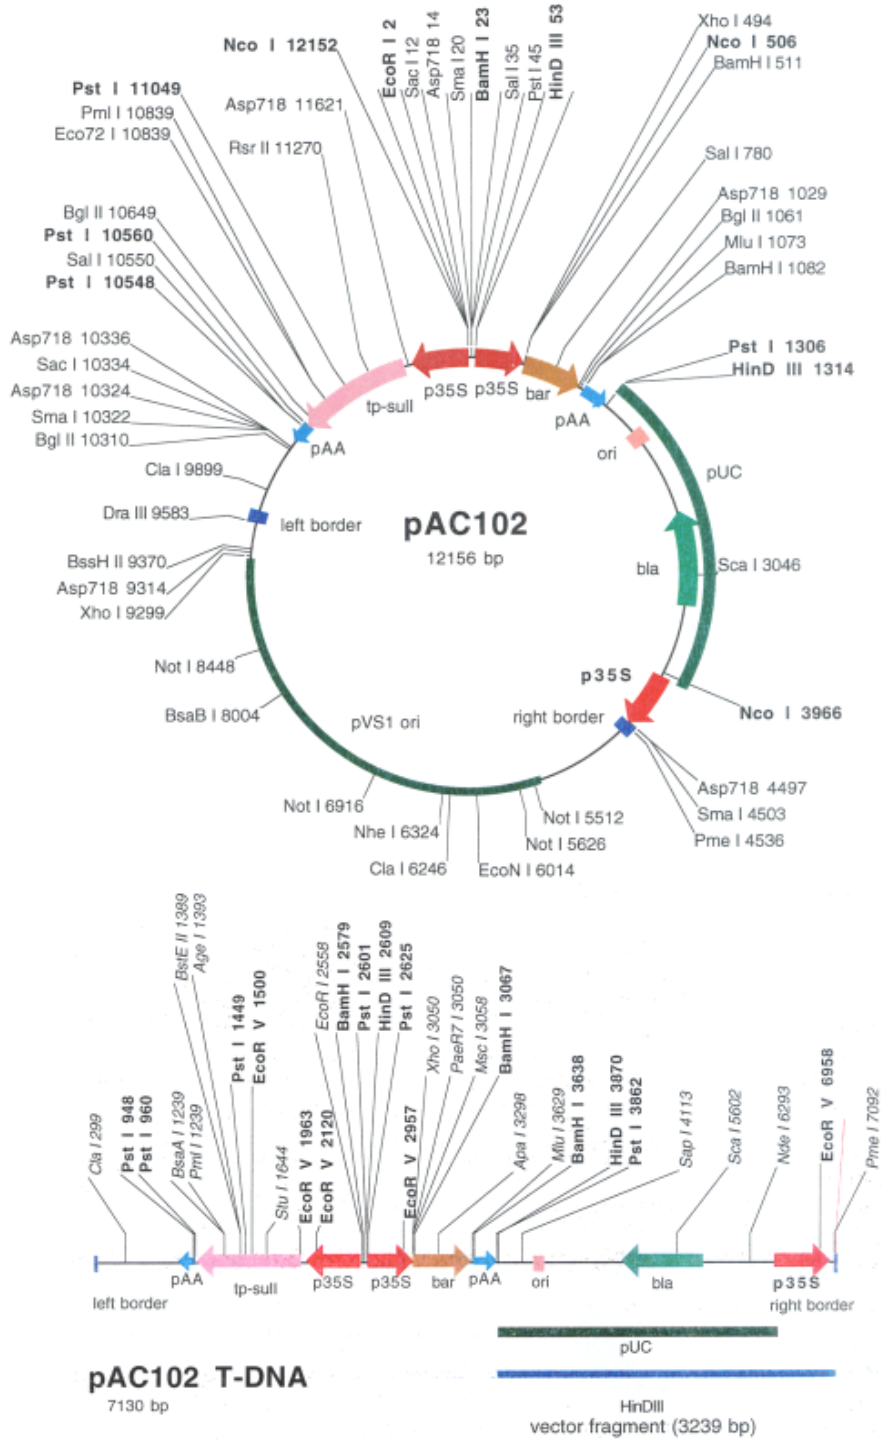 Nco I 12152
EcoR I 2
Sac I 12
Asp718 14
Sma I 20
BamH I 23
Sal I 35
Pst I 45
HinD III 53
Xho I 494
Nco I 506
BamH I 511
Sal I 780
Asp718 1029
Bgl II 1061
Mlu I 1073
BamH I 1082
Pst I 1306
HinD III 1314
Pst I 11049
Pml I 10839
Eco72 I 10839
Asp718 11621
Rsr II 11270
Bgl II 10649
Pst I 10560
Sal I 10550
Pst I 10548
Asp718 10336
Sac I 10334
Asp718 10324
Sma I 10322
Bgl II 10310
Cla I 9899
Dra III 9583
BssH II 9370
Asp718 9314
Xho I 9299
Not I 8448
BsaB I 8004
Not I 6916
Nhe I 6324
Cla I 6246
EcoN I 6014
Not I 5626
Not I 5512
Pme I 4536
Sma I 4503
Asp718 4497
Nco I 3966
Sca I 3046
tp-sull
p35S
p35S
bar
pAA
pAA
ori
pUC
bla
p35S
right border
left border
pVS1 ori
pAC102
12156 bp
Cla I 299
Pst I 948
Pst I 960
BsaA I 1239
Pml I 1239
BstE II 1389
Age I 1393
Pst I 1449
EcoR V 1500
Stu I 1644
EcoR V 1963
EcoR V 2120
EcoR I 2558
BamH I 2579
Pst I 2601
HinD III 2609
Pst I 2625
EcoR V 2957
Xho I 3050
PaeR7 I 3050
Msc I 3058
BamH I 3067
Apa I 3298
Mlu I 3629
BamH I 3638
HinD III 3870
Pst I 3862
Sap I 4113
Sca I 5602
Nde I 6293
EcoR V 6958
Pme I 7092
left border
pAA
tp-sull
p35S
p35S
bar
pAA
ori
bla
p35S
right border
pUC
pAC102 T-DNA
7130 bp
HinDIII
vector fragment (3239 bp)